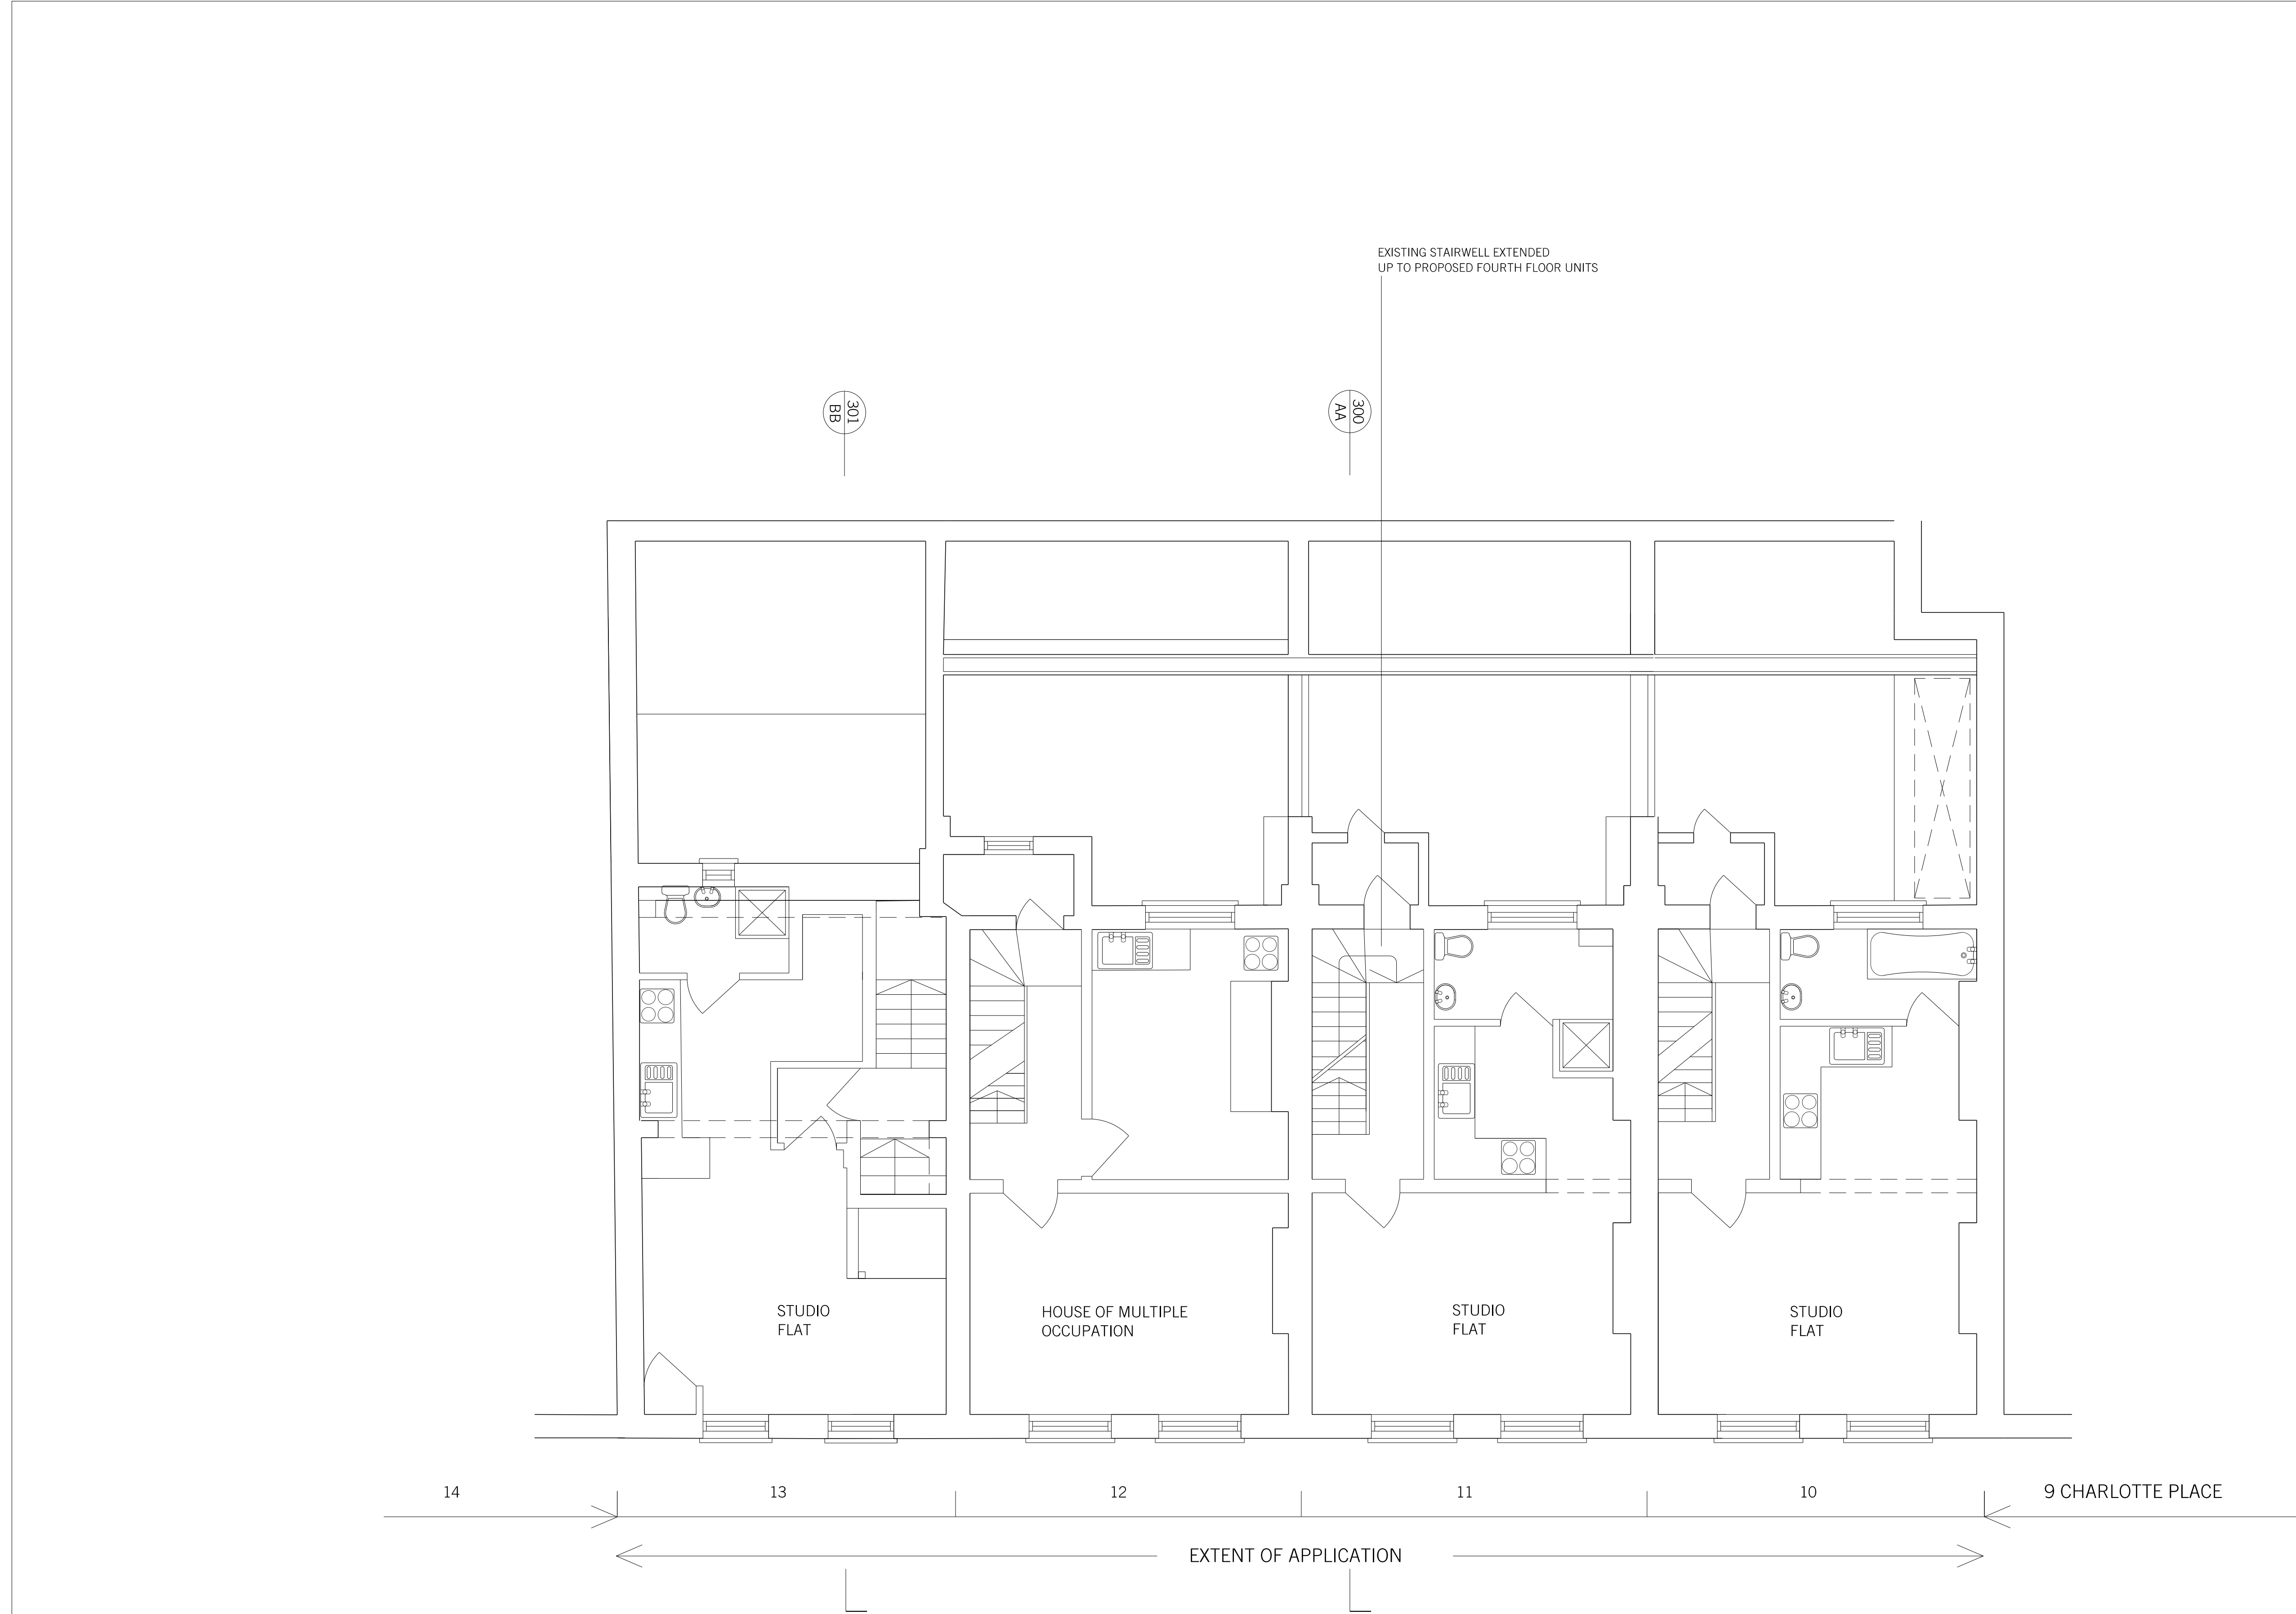 EXISTING STAIRWELL EXTENDED
UP TO PROPOSED FOURTH FLOOR UNITS
301
BB
300
AA
STUDIO
FLAT
HOUSE OF MULTIPLE
OCCUPATION
STUDIO
FLAT
STUDIO
FLAT
14
13
12
11
10
9 CHARLOTTE PLACE
EXTENT OF APPLICATION